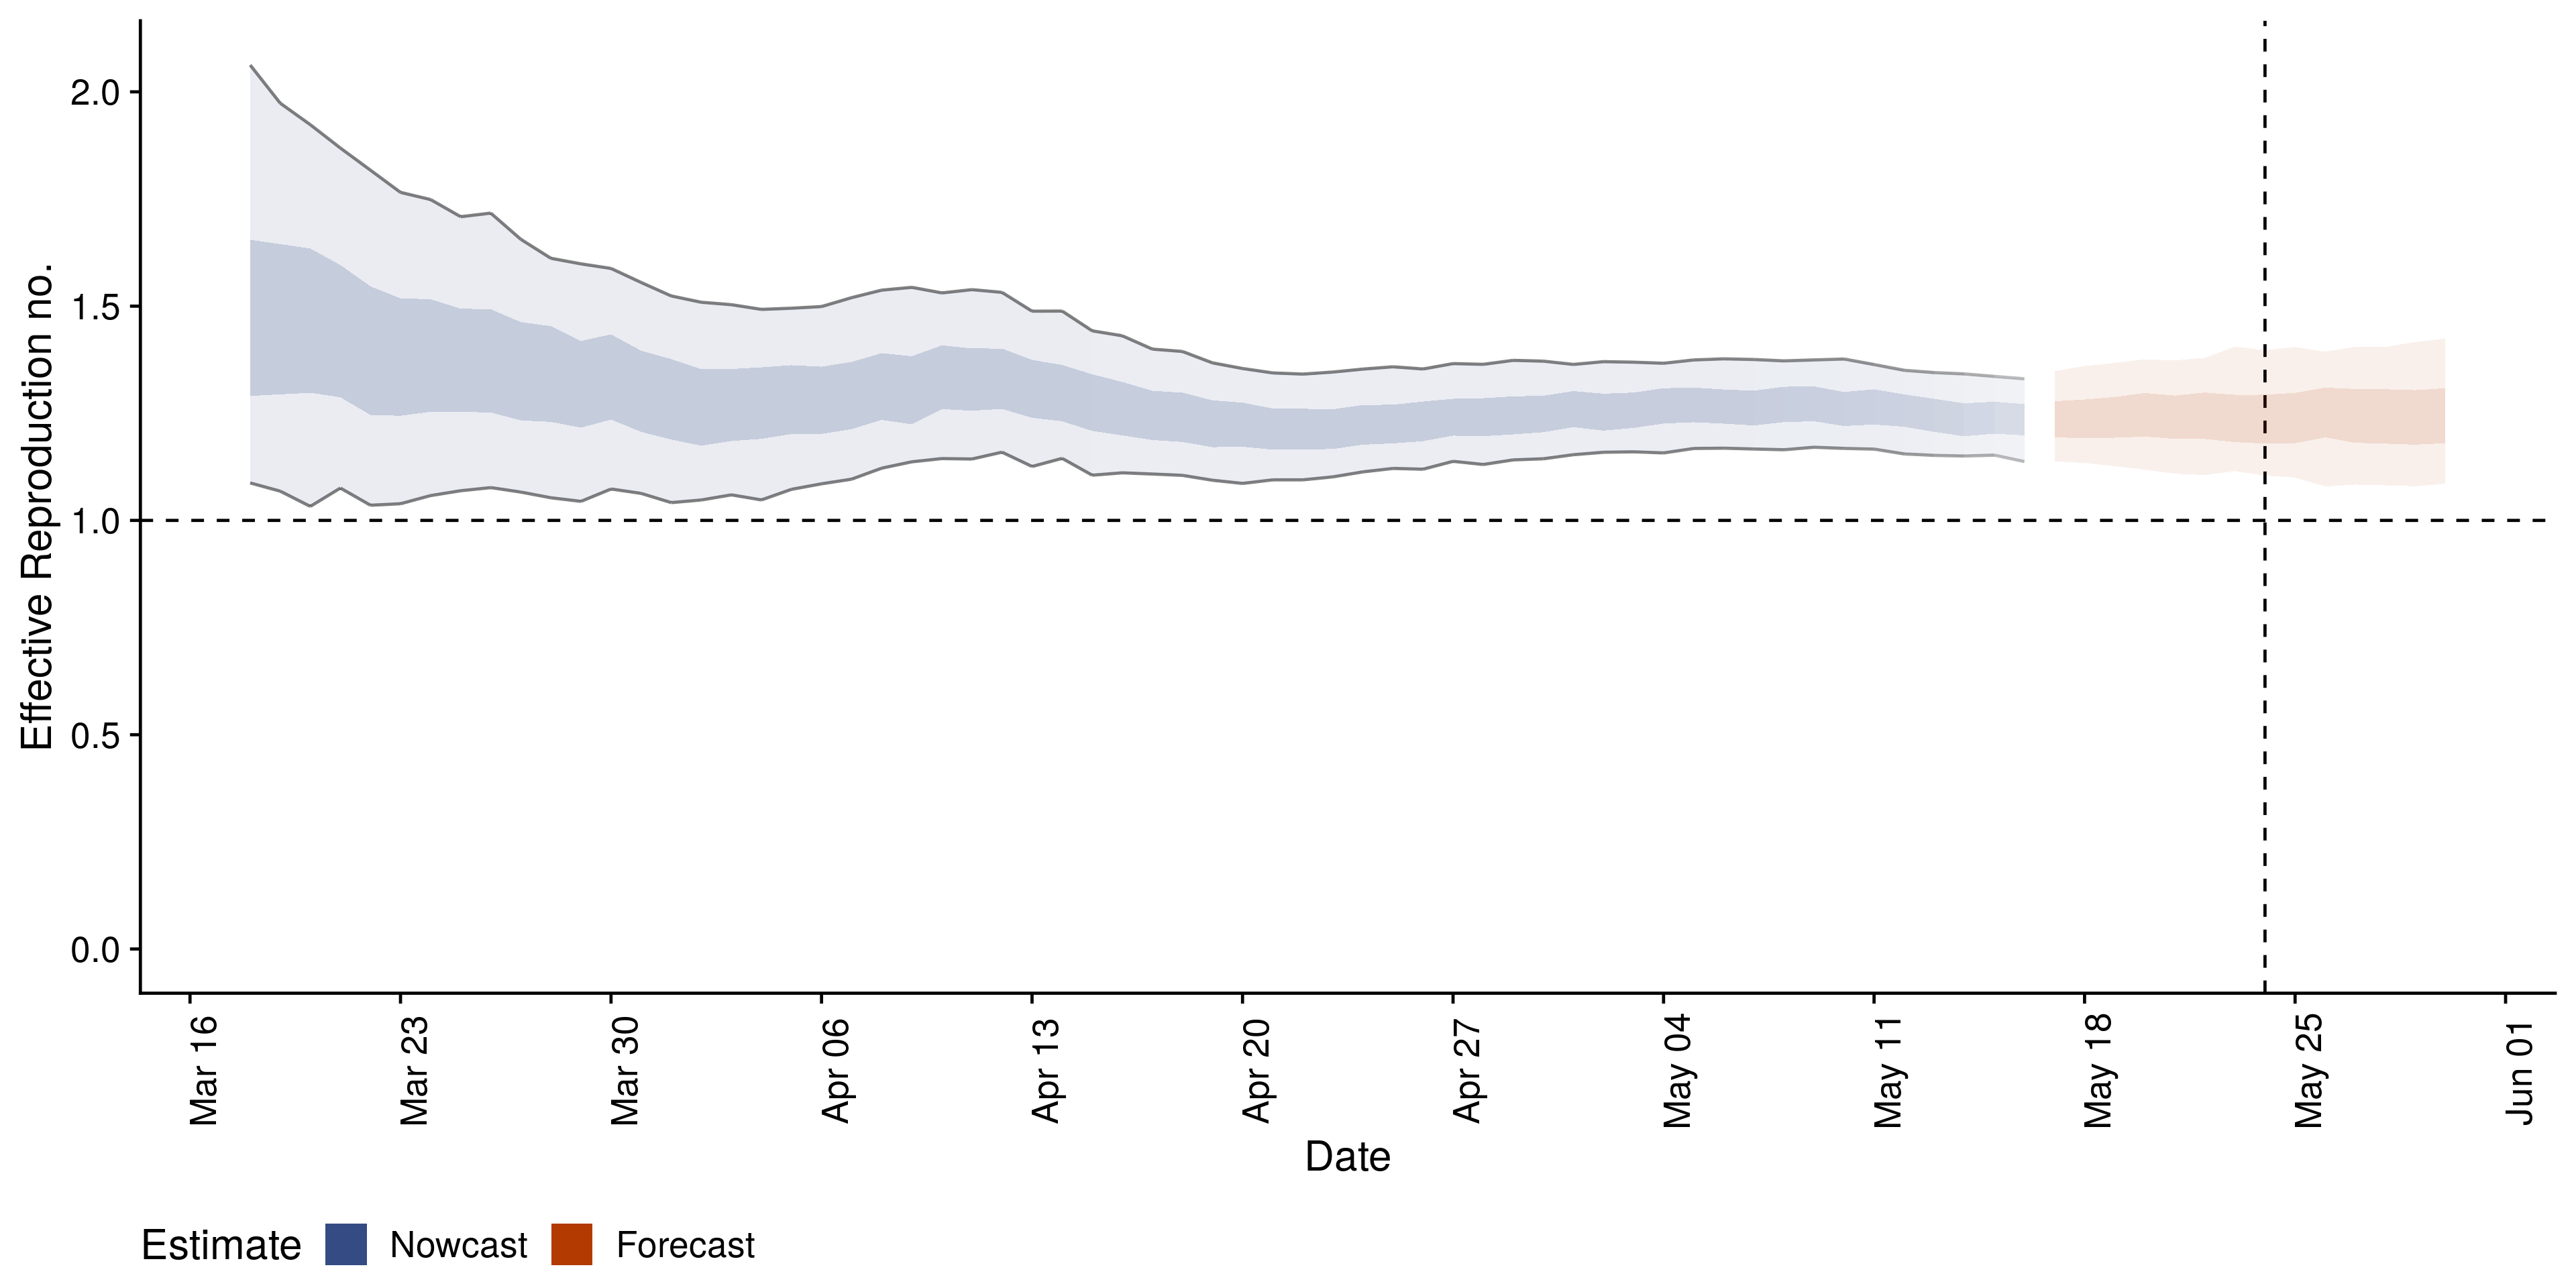 Effective Reproduction no.
2.0
1.5
1.0
0.5
0.0
Mar 16
Mar 23
Mar 30
Apr 06
Apr 13
Apr 20
Apr 27
May 04
May 11
May 18
May 25
Jun 01
Date
Estimate Nowcast Forecast